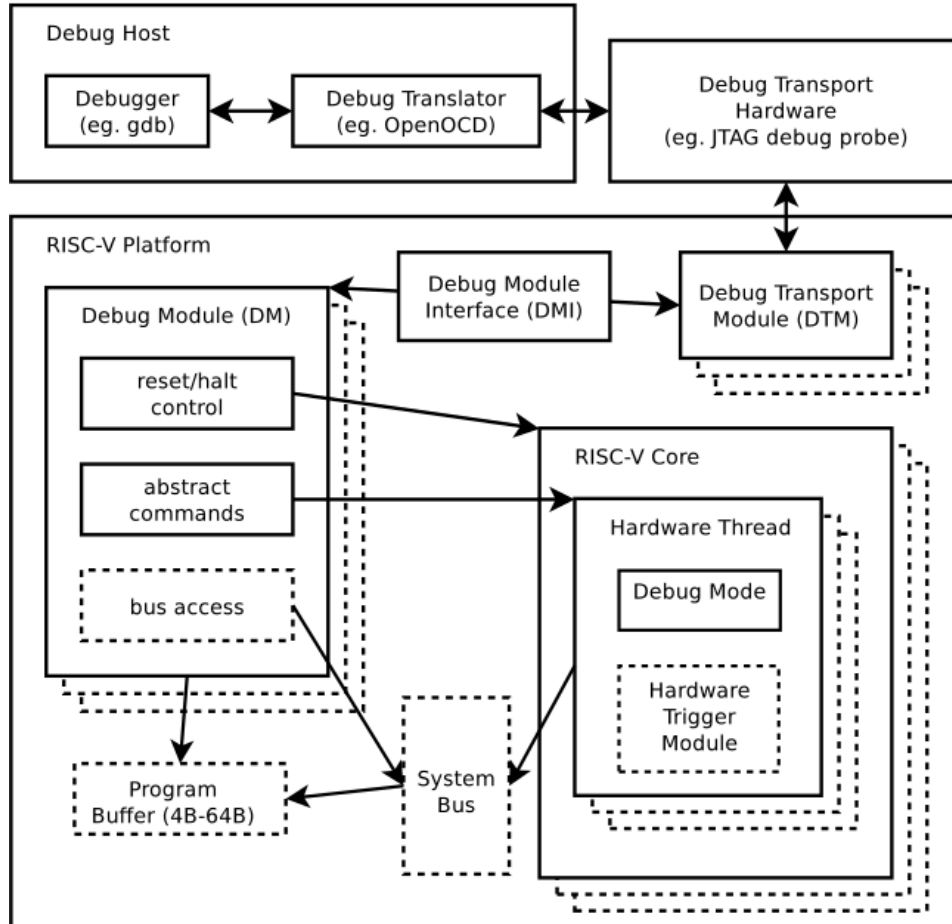 Debug Host
Debugger
(eg. gdb)
Debug Translator
(eg. OpenOCD)
Debug Transport
Hardware
(eg. JTAG debug probe)
RISC-V Platform
Debug Module (DM)
reset/halt
control
abstract
commands
bus access
Debug Module
Interface (DMI)
Debug Transport
Module (DTM)
RISC-V Core
Hardware Thread
Debug Mode
Hardware
Trigger
Module
System
Bus
Program
Buffer (4B-64B)